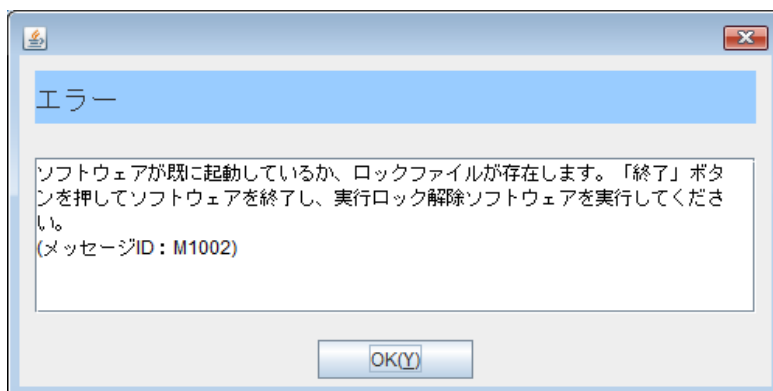 エラー
ソフトウェアが既に起動しているか、ロックファイルが存在します。「終了」ボタ
ンを押してソフトウェアを終了し、実行ロック解除ソフトウェアを実行してくださ
い。
(メッセージID：M1002)
OK(Y)